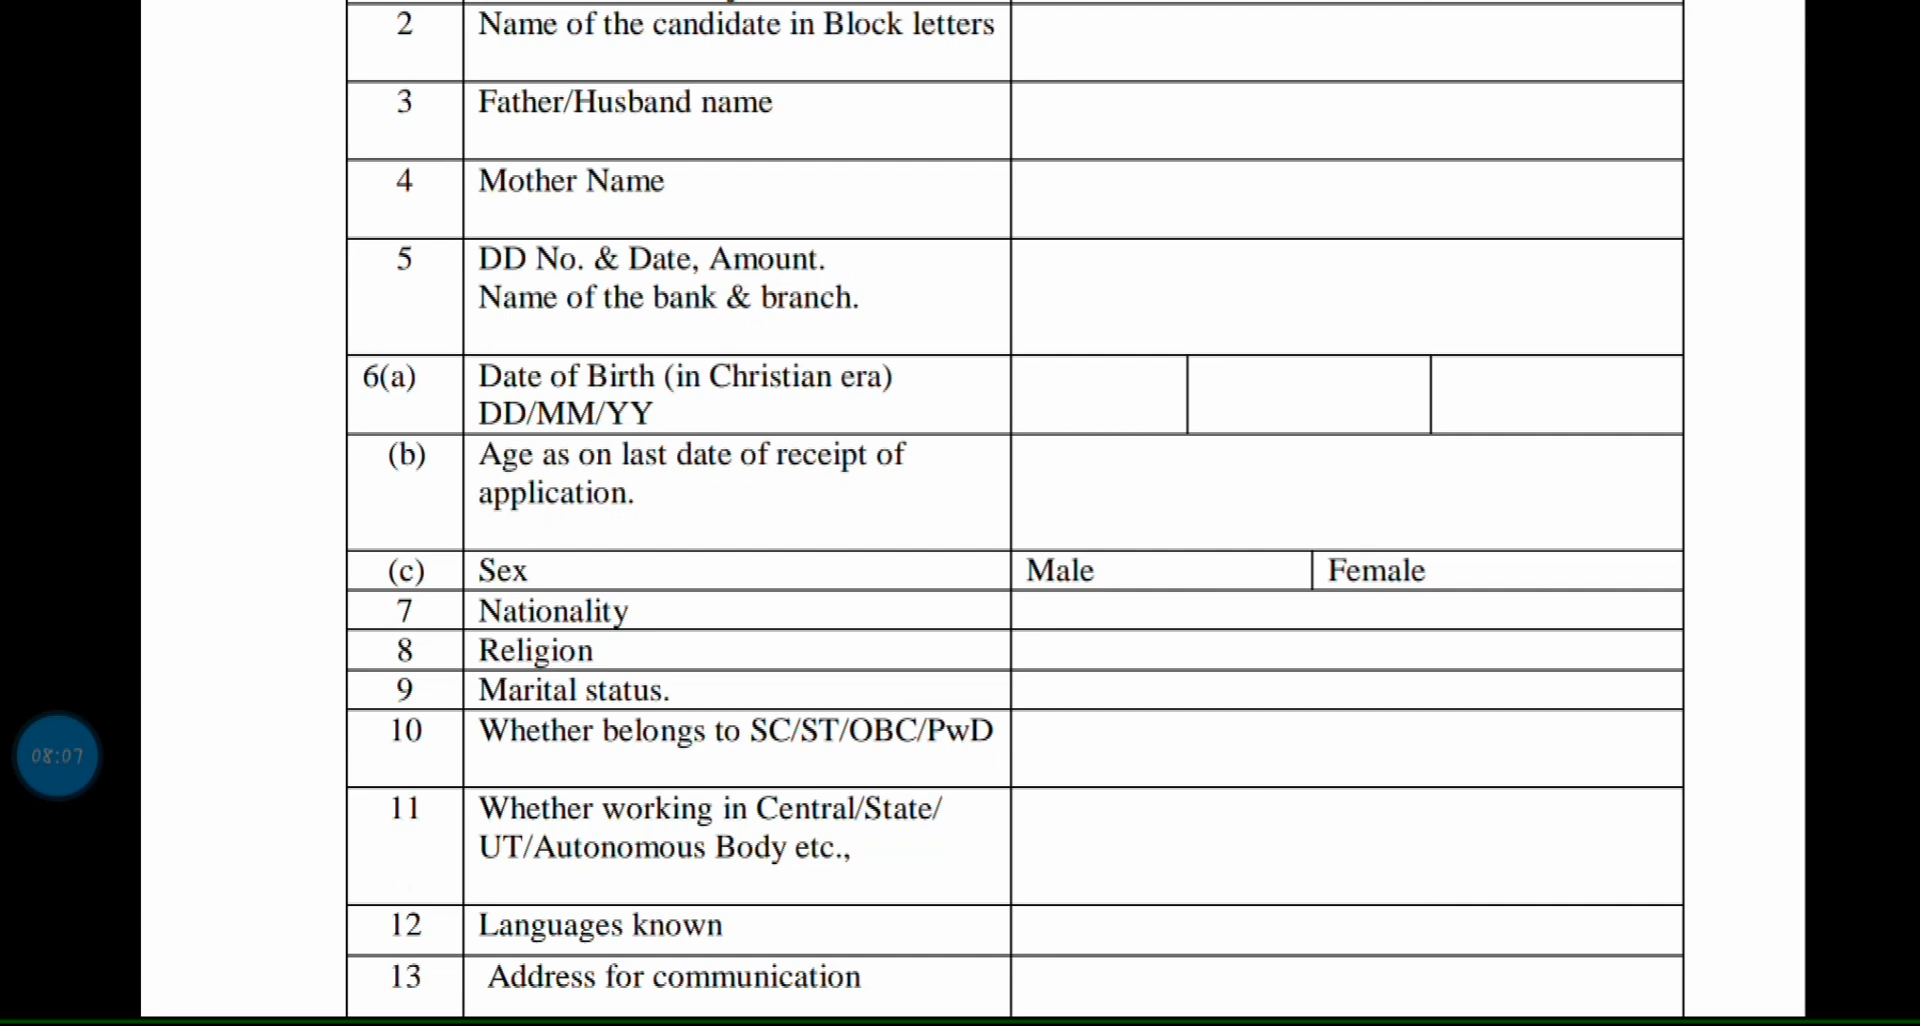 2 Name of the candidate in Block letters
3 Father/Husband name
4 Mother Name
5 DD No. & Date, Amount.
Name of the bank & branch.
6(a) Date of Birth (in Christian era)
DD/MM/YY
(b) Age as on last date of receipt of
application.
(c) Sex Male Female
7 Nationality
8 Religion
9 Marital status.
10 Whether belongs to SC/ST/OBC/PwD
08:07
11 Whether working in Central/State/
UT/Autonomous Body etc.,
12 Languages known
13 Address for communication